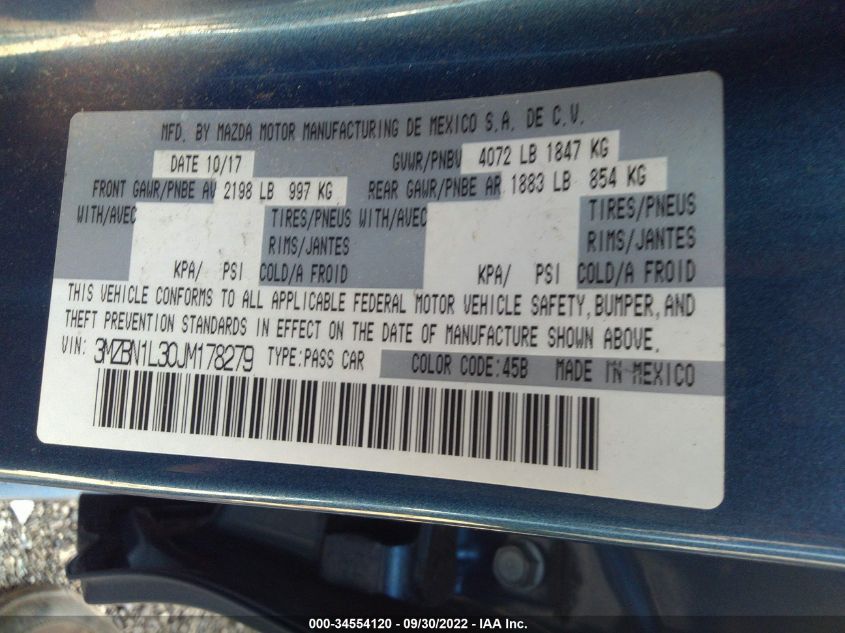 MFD. BY MAZDA MOTOR MANUFACTURING DE MEXICO S.A. DE C.V.
DATE 10/17 GVWR/PNBV 4072 LB 1847 KG
FRONT GAWR/PNBE AV 2198 LB 997 KG REAR GAWR/PNBE AR 1883 LB 854 KG
WITH/AVEC TIRES/PNEUS WITH/AVEC TIRES/PNEUS
RIMS/JANTES RIMS/JANTES
KPA/ PSI COLD/A FROID KPA/ PSI COLD/A FROID
THIS VEHICLE CONFORMS TO ALL APPLICABLE FEDERAL MOTOR VEHICLE SAFETY, BUMPER, AND
THEFT PREVENTION STANDARDS IN EFFECT ON THE DATE OF MANUFACTURE SHOWN ABOVE.
VIN: 3MZBN1L30JM178279 TYPE:PASS CAR COLOR CODE:45B MADE IN MEXICO
000-34554120 - 09/30/2022 - IAA Inc.